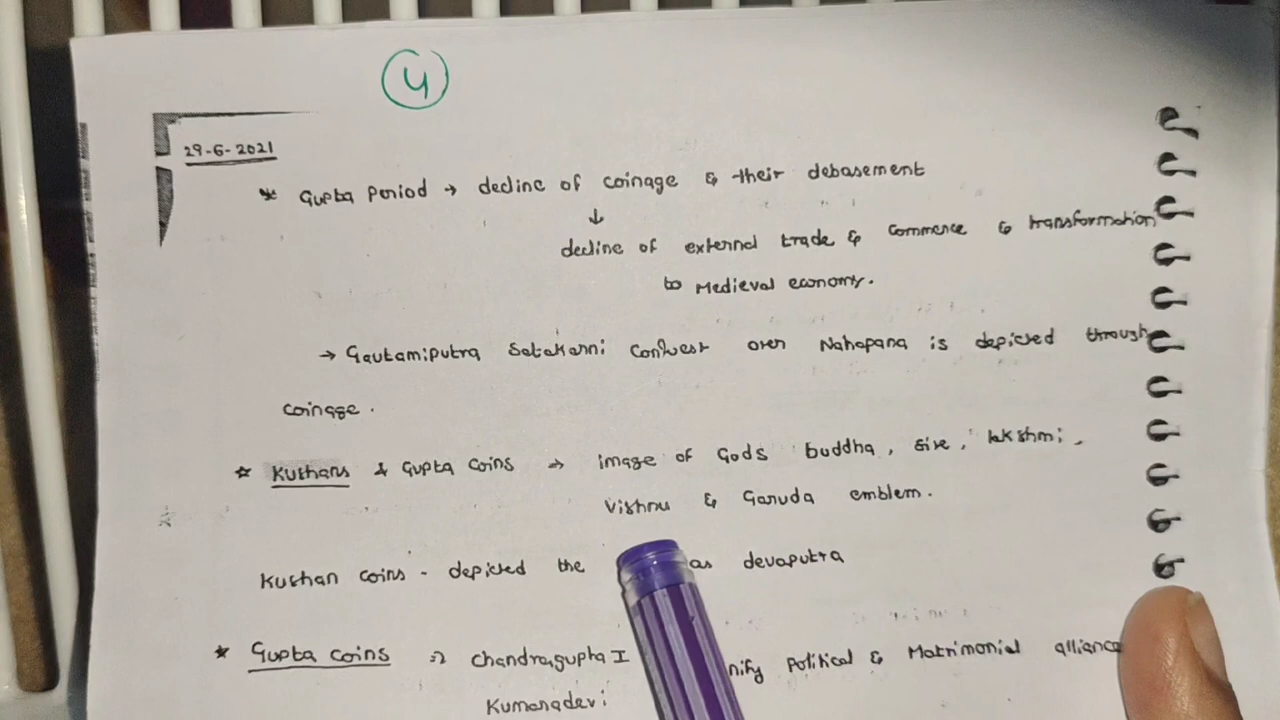 4
29-6-2021
* Gupta Period → decline of coinage & their debasement
↓
decline of external trade & commerce & transformation
to Medieval economy.
→ Gautamiputra Satakarni conquest over Nahapana is depicted through
coinage.
* Kushans & Gupta coins → image of Gods buddha, sive, lakshmi,
Vishnu & Garuda emblem.
Kushan coins - depicted the as devaputra
* Gupta coins → Chandragupta I nify Political & Matrimonial alliance
Kumaradevi